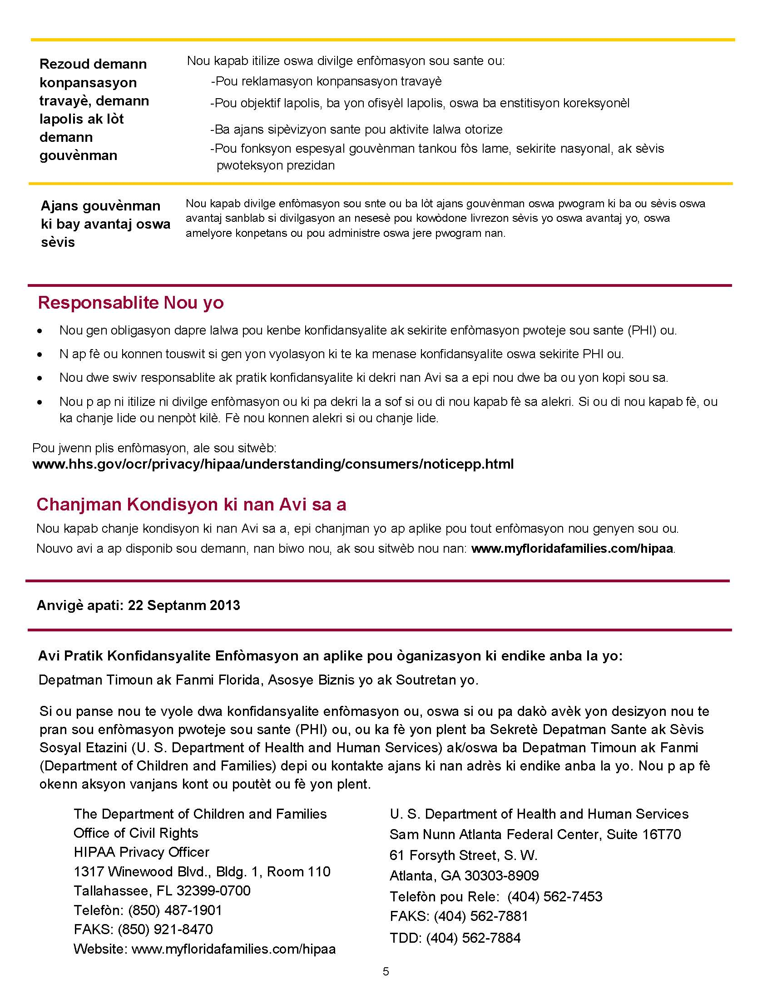 Rezoud demann
konpansasyon
travayè, demann
lapolis ak lòt
demann
gouvènman
Nou kapab itilize oswa divilge enfòmasyon sou sante ou:
-Pou reklamasyon konpansasyon travayè
-Pou objektif lapolis, ba yon ofisyèl lapolis, oswa ba enstitisyon koreksyonèl
-Ba ajans sipèvizyon sante pou aktivite lalwa otorize
-Pou fonksyon espesyal gouvènman tankou fòs lame, sekirite nasyonal, ak sèvis
pwoteksyon prezidan
Ajans gouvènman
ki bay avantaj oswa
sèvis
Nou kapab divilge enfòmasyon sou snte ou ba lòt ajans gouvènman oswa pwogram ki ba ou sèvis oswa
avantaj sanblab si divilgasyon an nesesè pou kowòdone livrezon sèvis yo oswa avantaj yo, oswa
amelyore konpetans ou pou administre oswa jere pwogram nan.
Responsablite Nou yo
• Nou gen obligasyon dapre lalwa pou kenbe konfidansyalite ak sekirite enfòmasyon pwoteje sou sante (PHI) ou.
• N ap fè ou konnen touswit si gen yon vyolasyon ki te ka menase konfidansyalite oswa sekirite PHI ou.
• Nou dwe swiv responsablite ak pratik konfidansyalite ki dekri nan Avi sa a epi nou dwe ba ou yon kopi sou sa.
• Nou p ap ni itilize ni divilge enfòmasyon ou ki pa dekri la a sof si ou di nou kapab fè sa alekri. Si ou di nou kapab fè, ou
ka chanje lide ou nenpòt kilè. Fè nou konnen alekri si ou chanje lide.
Pou jwenn plis enfòmasyon, ale sou sitwèb:
www.hhs.gov/ocr/privacy/hipaa/understanding/consumers/noticepp.html
Chanjman Kondisyon ki nan Avi sa a
Nou kapab chanje kondisyon ki nan Avi sa a, epi chanjman yo ap aplike pou tout enfòmasyon nou genyen sou ou.
Nouvo avi a ap disponib sou demann, nan biwo nou, ak sou sitwèb nou nan: www.myfloridafamilies.com/hipaa.
Anvigè apati: 22 Septanm 2013
Avi Pratik Konfidansyalite Enfòmasyon an aplike pou òganizasyon ki endike anba la yo:
Depatman Timoun ak Fanmi Florida, Asosye Biznis yo ak Soutretan yo.
Si ou panse nou te vyole dwa konfidansyalite enfòmasyon ou, oswa si ou pa dakò avèk yon desizyon nou te
pran sou enfòmasyon pwoteje sou sante (PHI) ou, ou ka fè yon plent ba Sekretè Depatman Sante ak Sèvis
Sosyal Etazini (U. S. Department of Health and Human Services) ak/oswa ba Depatman Timoun ak Fanmi
(Department of Children and Families) depi ou kontakte ajans ki nan adrès ki endike anba la yo. Nou p ap fè
okenn aksyon vanjans kont ou poutèt ou fè yon plent.
The Department of Children and Families
Office of Civil Rights
HIPAA Privacy Officer
1317 Winewood Blvd., Bldg. 1, Room 110
Tallahassee, FL 32399-0700
Telefòn: (850) 487-1901
FAKS: (850) 921-8470
Website: www.myfloridafamilies.com/hipaa
U. S. Department of Health and Human Services
Sam Nunn Atlanta Federal Center, Suite 16T70
61 Forsyth Street, S. W.
Atlanta, GA 30303-8909
Telefòn pou Rele: (404) 562-7453
FAKS: (404) 562-7881
TDD: (404) 562-7884
5